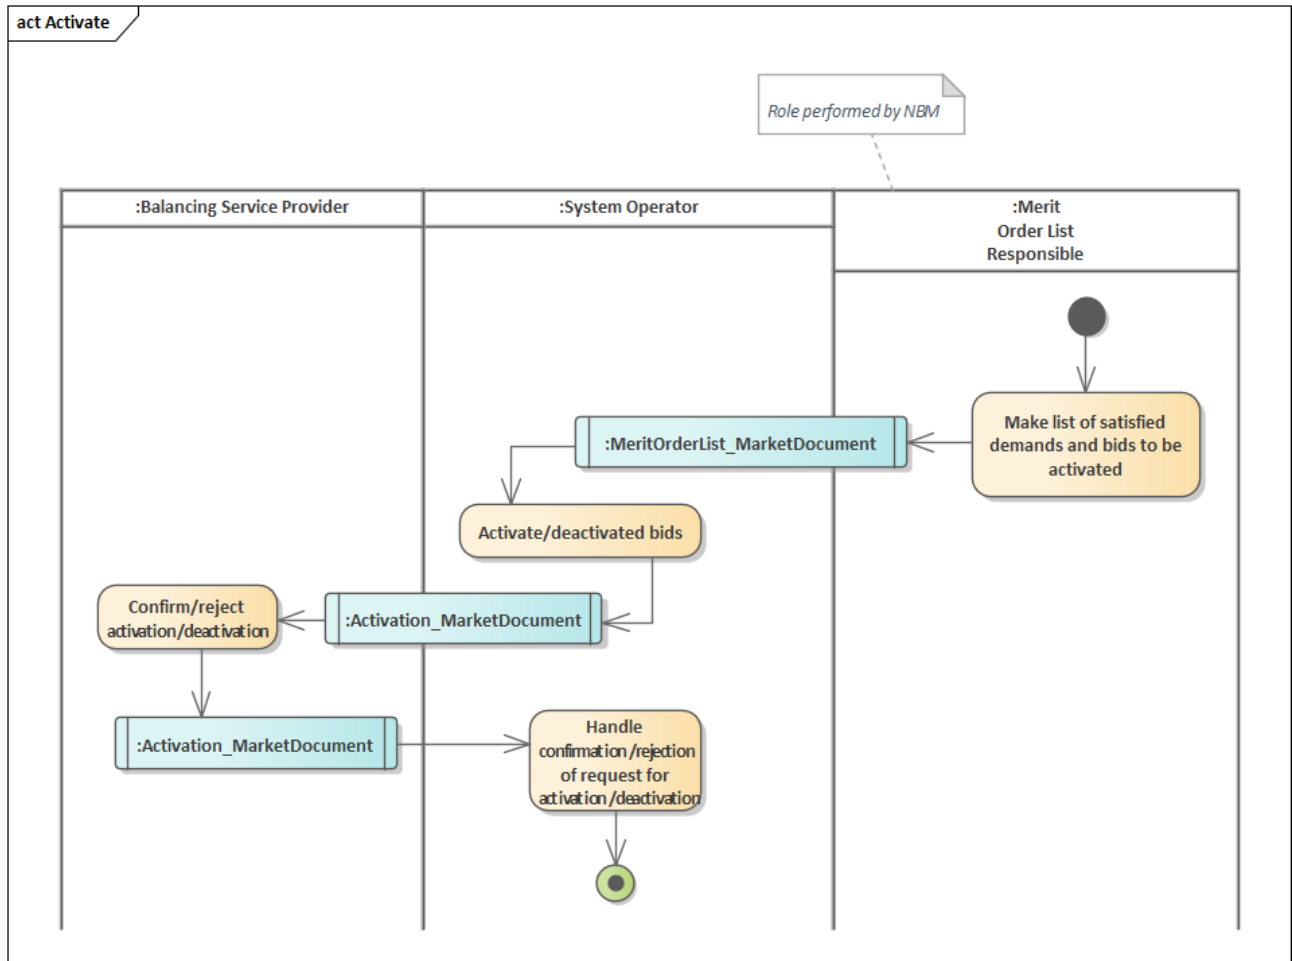 act Activate
Role performed by NBM
:Balancing Service Provider
:System Operator
:Merit
Order List
Responsible
Make list of satisfied
demands and bids to be
activated
:MeritOrderList_MarketDocument
Activate/deactivated bids
:Activation_MarketDocument
Confirm/reject
activation/deactivation
:Activation_MarketDocument
Handle
confirmation/rejection
of request for
activation/deactivation